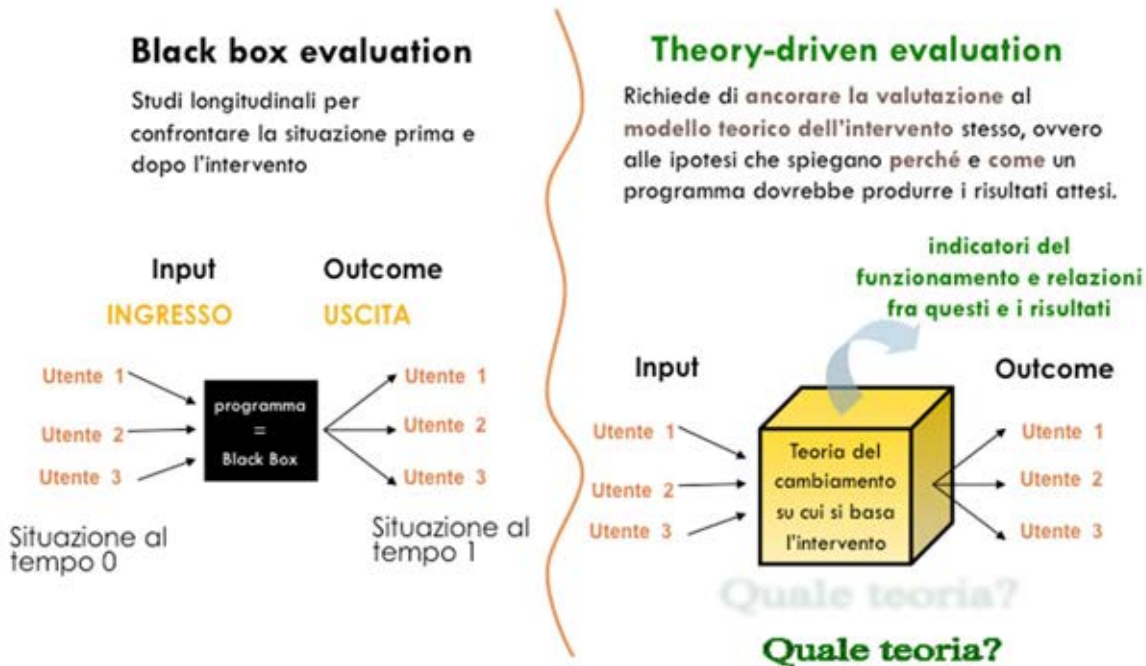 Black box evaluation
Studi longitudinali per
confrontare la situazione prima e
dopo l'intervento
Input
Outcome
INGRESSO
USCITA
Utente 1
Utente 2
Utente 3
programma
=
Black Box
Utente 1
Utente 2
Utente 3
Situazione al
tempo 0
Situazione al
tempo 1
Theory-driven evaluation
Richiede di ancorare la valutazione al
modello teorico dell'intervento stesso, ovvero
alle ipotesi che spiegano perché e come un
programma dovrebbe produrre i risultati attesi.
indicatori del
funzionamento e relazioni
fra questi e i risultati
Input
Outcome
Utente 1
Utente 2
Utente 3
Teoria del
cambiamento
su cui si basa
l'intervento
Utente 1
Utente 2
Utente 3
Quale teoria?
Quale teoria?